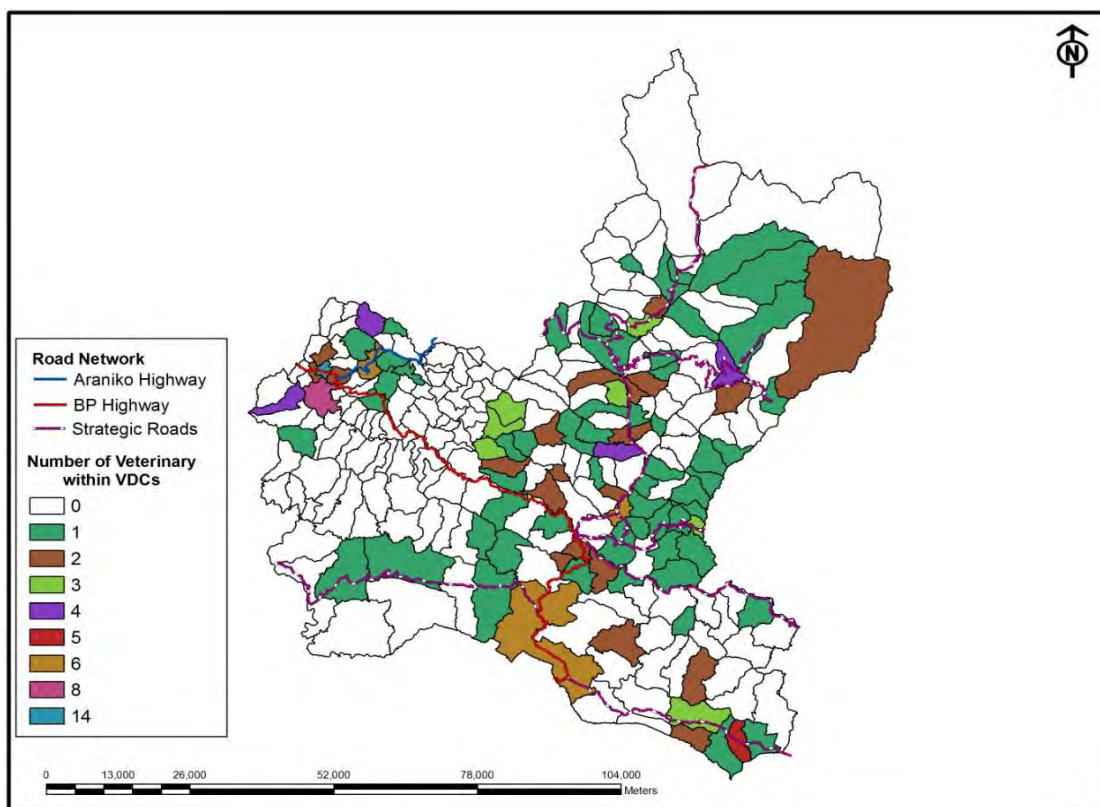 N
Road Network
Araniko Highway
BP Highway
Strategic Roads
Number of Veterinary
within VDCs
0
1
2
3
4
5
6
8
14
0 13,000 26,000 52,000 78,000 104,000
Meters